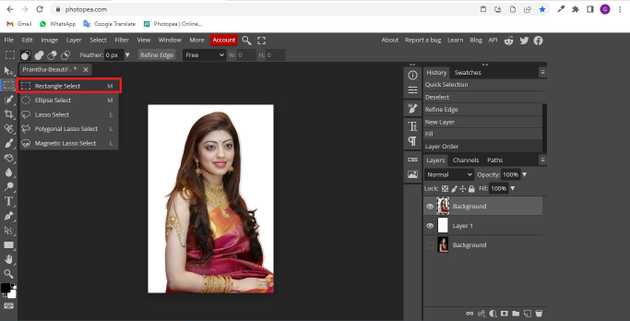 photopea.com
G
Gmail
WhatsApp
Google Translate
Photopea | Online...
File Edit Image Layer Select Filter View Window More Account
About Report a bug Learn Blog API
Feather: 0 px Refine Edge Free W: 0 H: 0
Prantiha-Beautif.. *
Rectangle Select M
Ellipse Select M
Lasso Select L
Polygonal Lasso Select L
Magnetic Lasso Select L
History Swatches
Quick Selection
Deselect
Refine Edge
New Layer
Fill
Layer Order
Layers Channels Paths
Normal Opacity: 100%
Lock: Fill: 100%
Background
Layer 1
Background
CSS